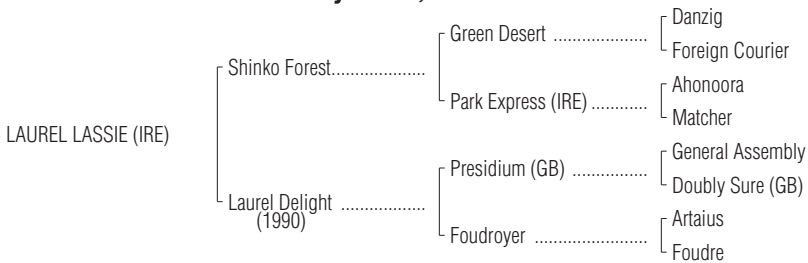 Danzig
Green Desert ....................
Foreign Courier
Shinko Forest....................
Ahonoora
Park Express (IRE) ............
Matcher
LAUREL LASSIE (IRE)
General Assembly
Presidium (GB) ................
Doubly Sure (GB)
Laurel Delight ..................
(1990)
Artaius
Foudroyer ........................
Foudre